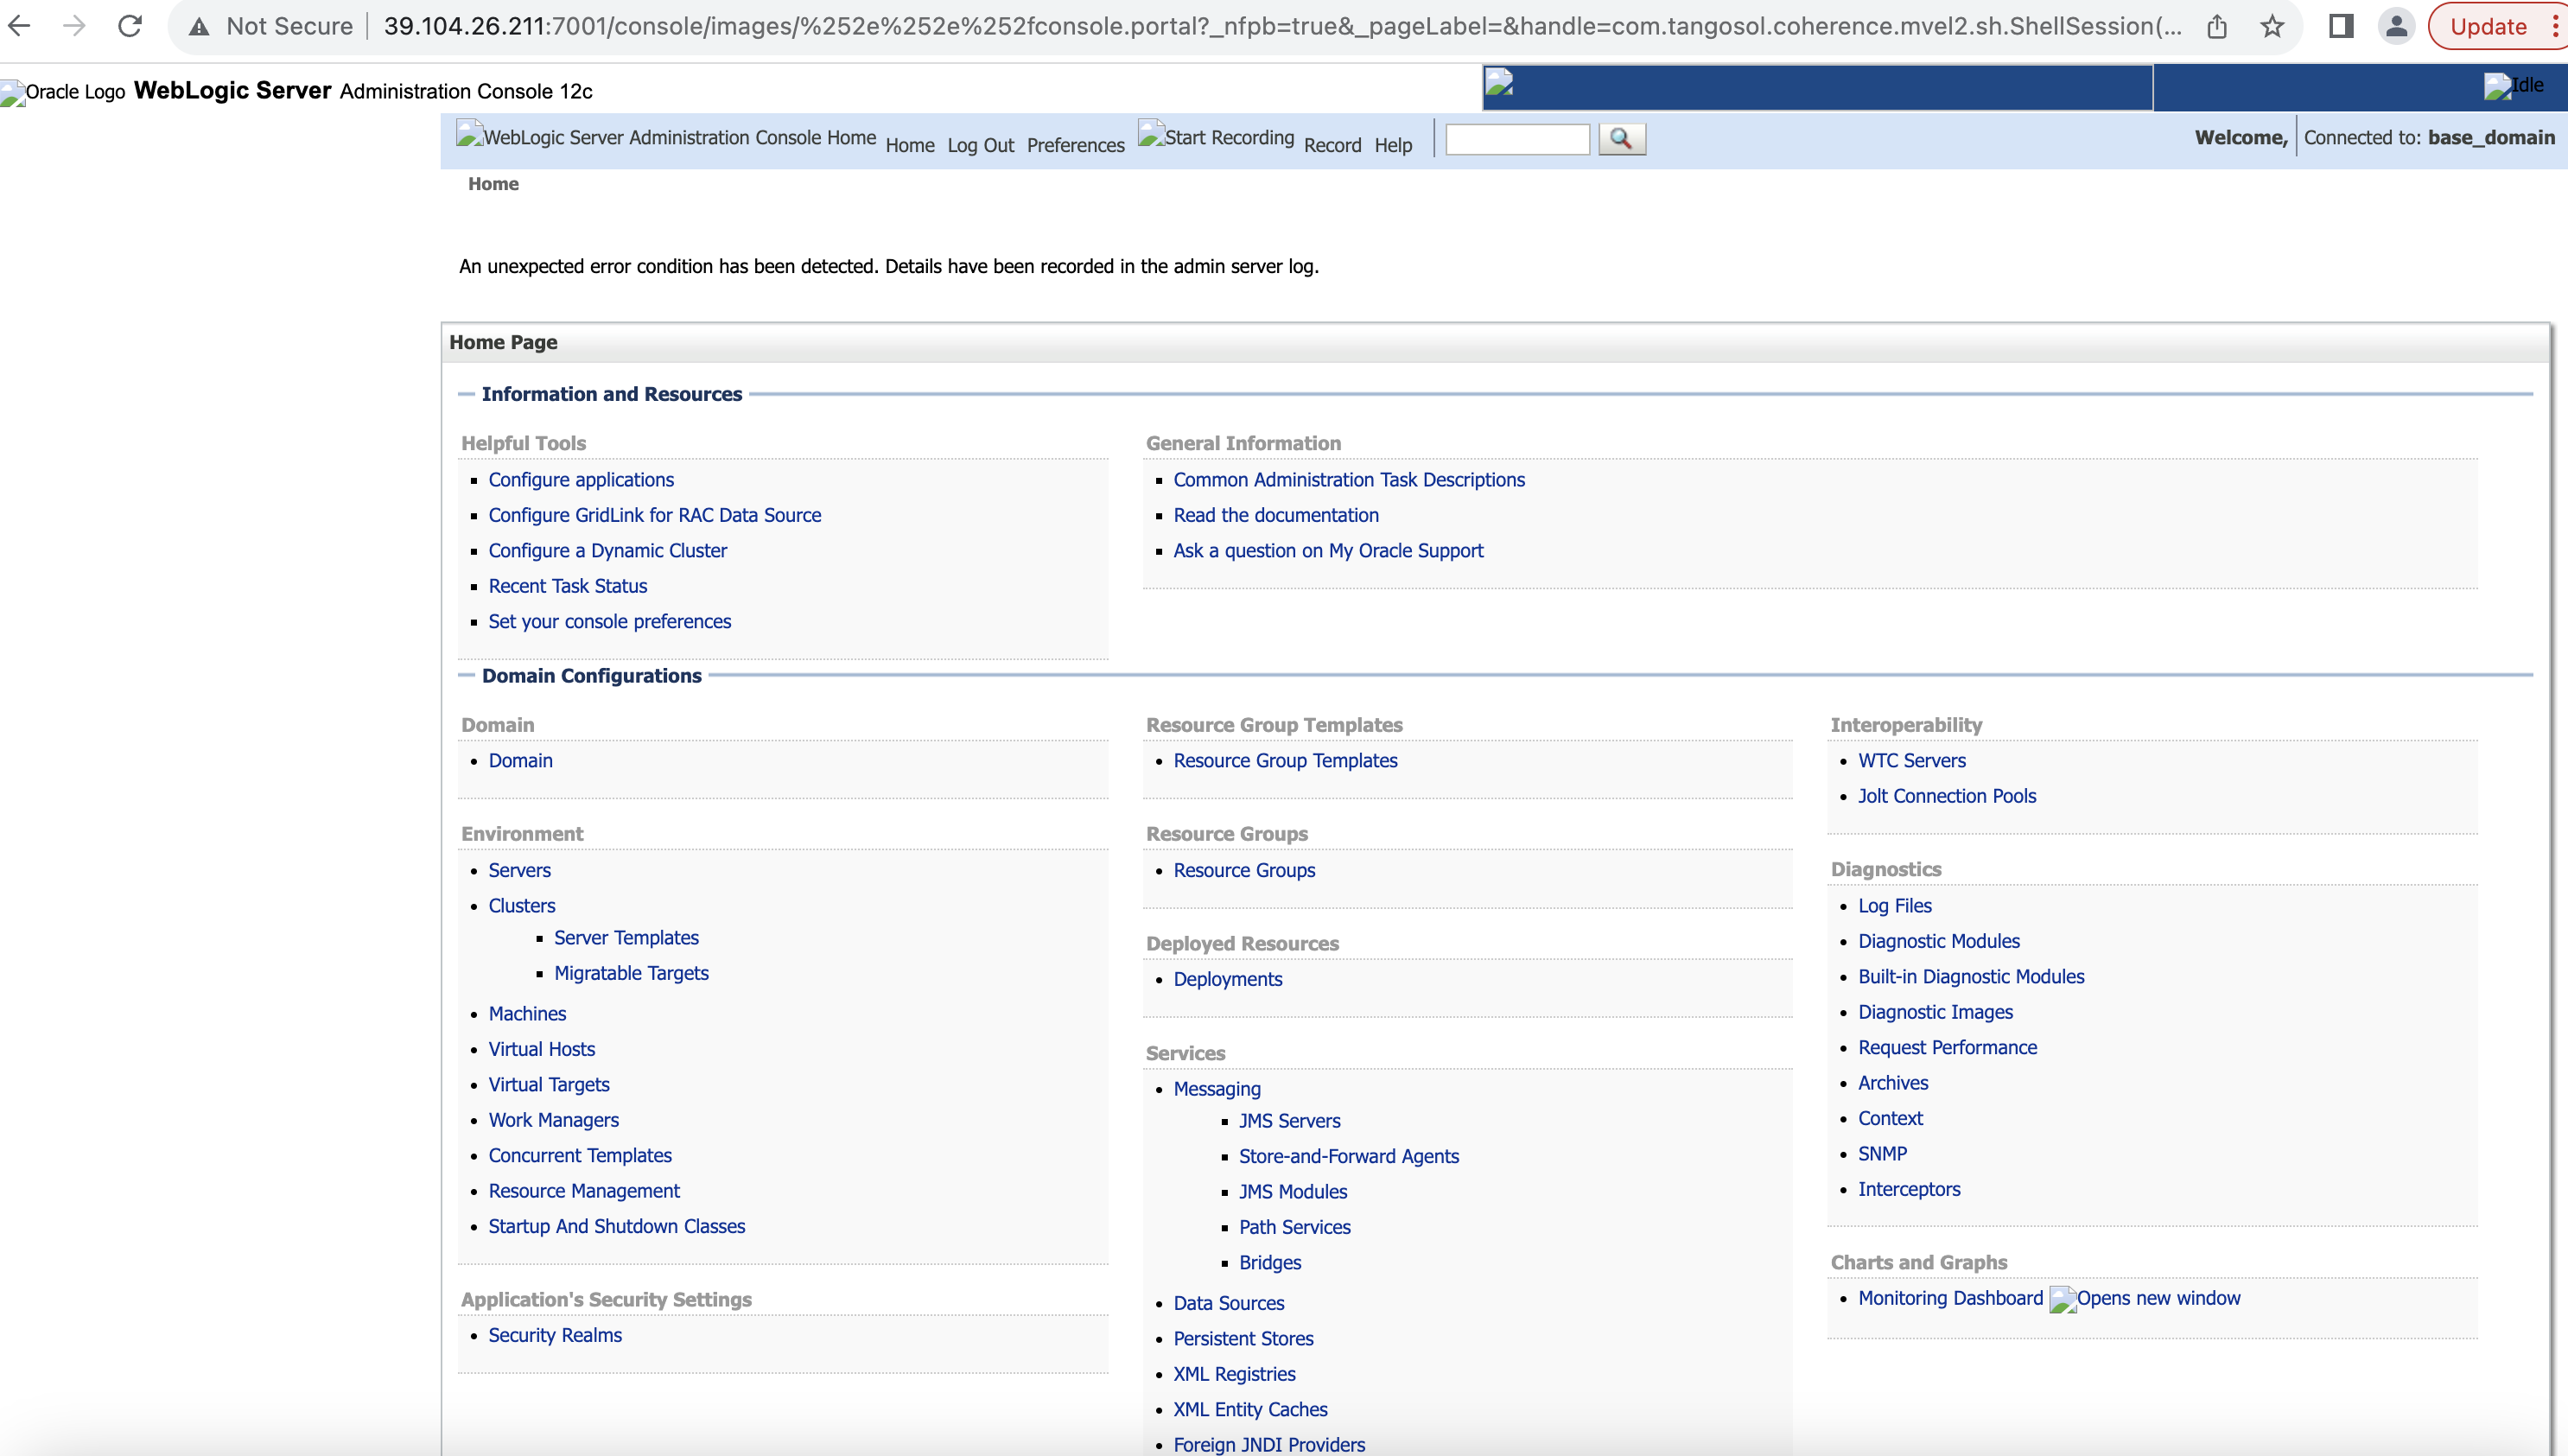 Not Secure 39.104.26.211:7001/console/images/%252e%252e%252fconsole.portal?_nfpb=true&_pageLabel=&handle=com.tangosol.coherence.mvel2.sh.ShellSession(... Update
Oracle Logo WebLogic Server Administration Console 12c
Idle
WebLogic Server Administration Console Home Home Log Out Preferences Start Recording Record Help
Welcome, Connected to: base_domain
Home
An unexpected error condition has been detected. Details have been recorded in the admin server log.
Home Page
Information and Resources
Helpful Tools
Configure applications
Configure GridLink for RAC Data Source
Configure a Dynamic Cluster
Recent Task Status
Set your console preferences
General Information
Common Administration Task Descriptions
Read the documentation
Ask a question on My Oracle Support
Domain Configurations
Domain
Domain
Environment
Servers
Clusters
Server Templates
Migratable Targets
Machines
Virtual Hosts
Virtual Targets
Work Managers
Concurrent Templates
Resource Management
Startup And Shutdown Classes
Application's Security Settings
Security Realms
Resource Group Templates
Resource Group Templates
Resource Groups
Resource Groups
Deployed Resources
Deployments
Services
Messaging
JMS Servers
Store-and-Forward Agents
JMS Modules
Path Services
Bridges
Data Sources
Persistent Stores
XML Registries
XML Entity Caches
Foreign JNDI Providers
Interoperability
WTC Servers
Jolt Connection Pools
Diagnostics
Log Files
Diagnostic Modules
Built-in Diagnostic Modules
Diagnostic Images
Request Performance
Archives
Context
SNMP
Interceptors
Charts and Graphs
Monitoring Dashboard Opens new window